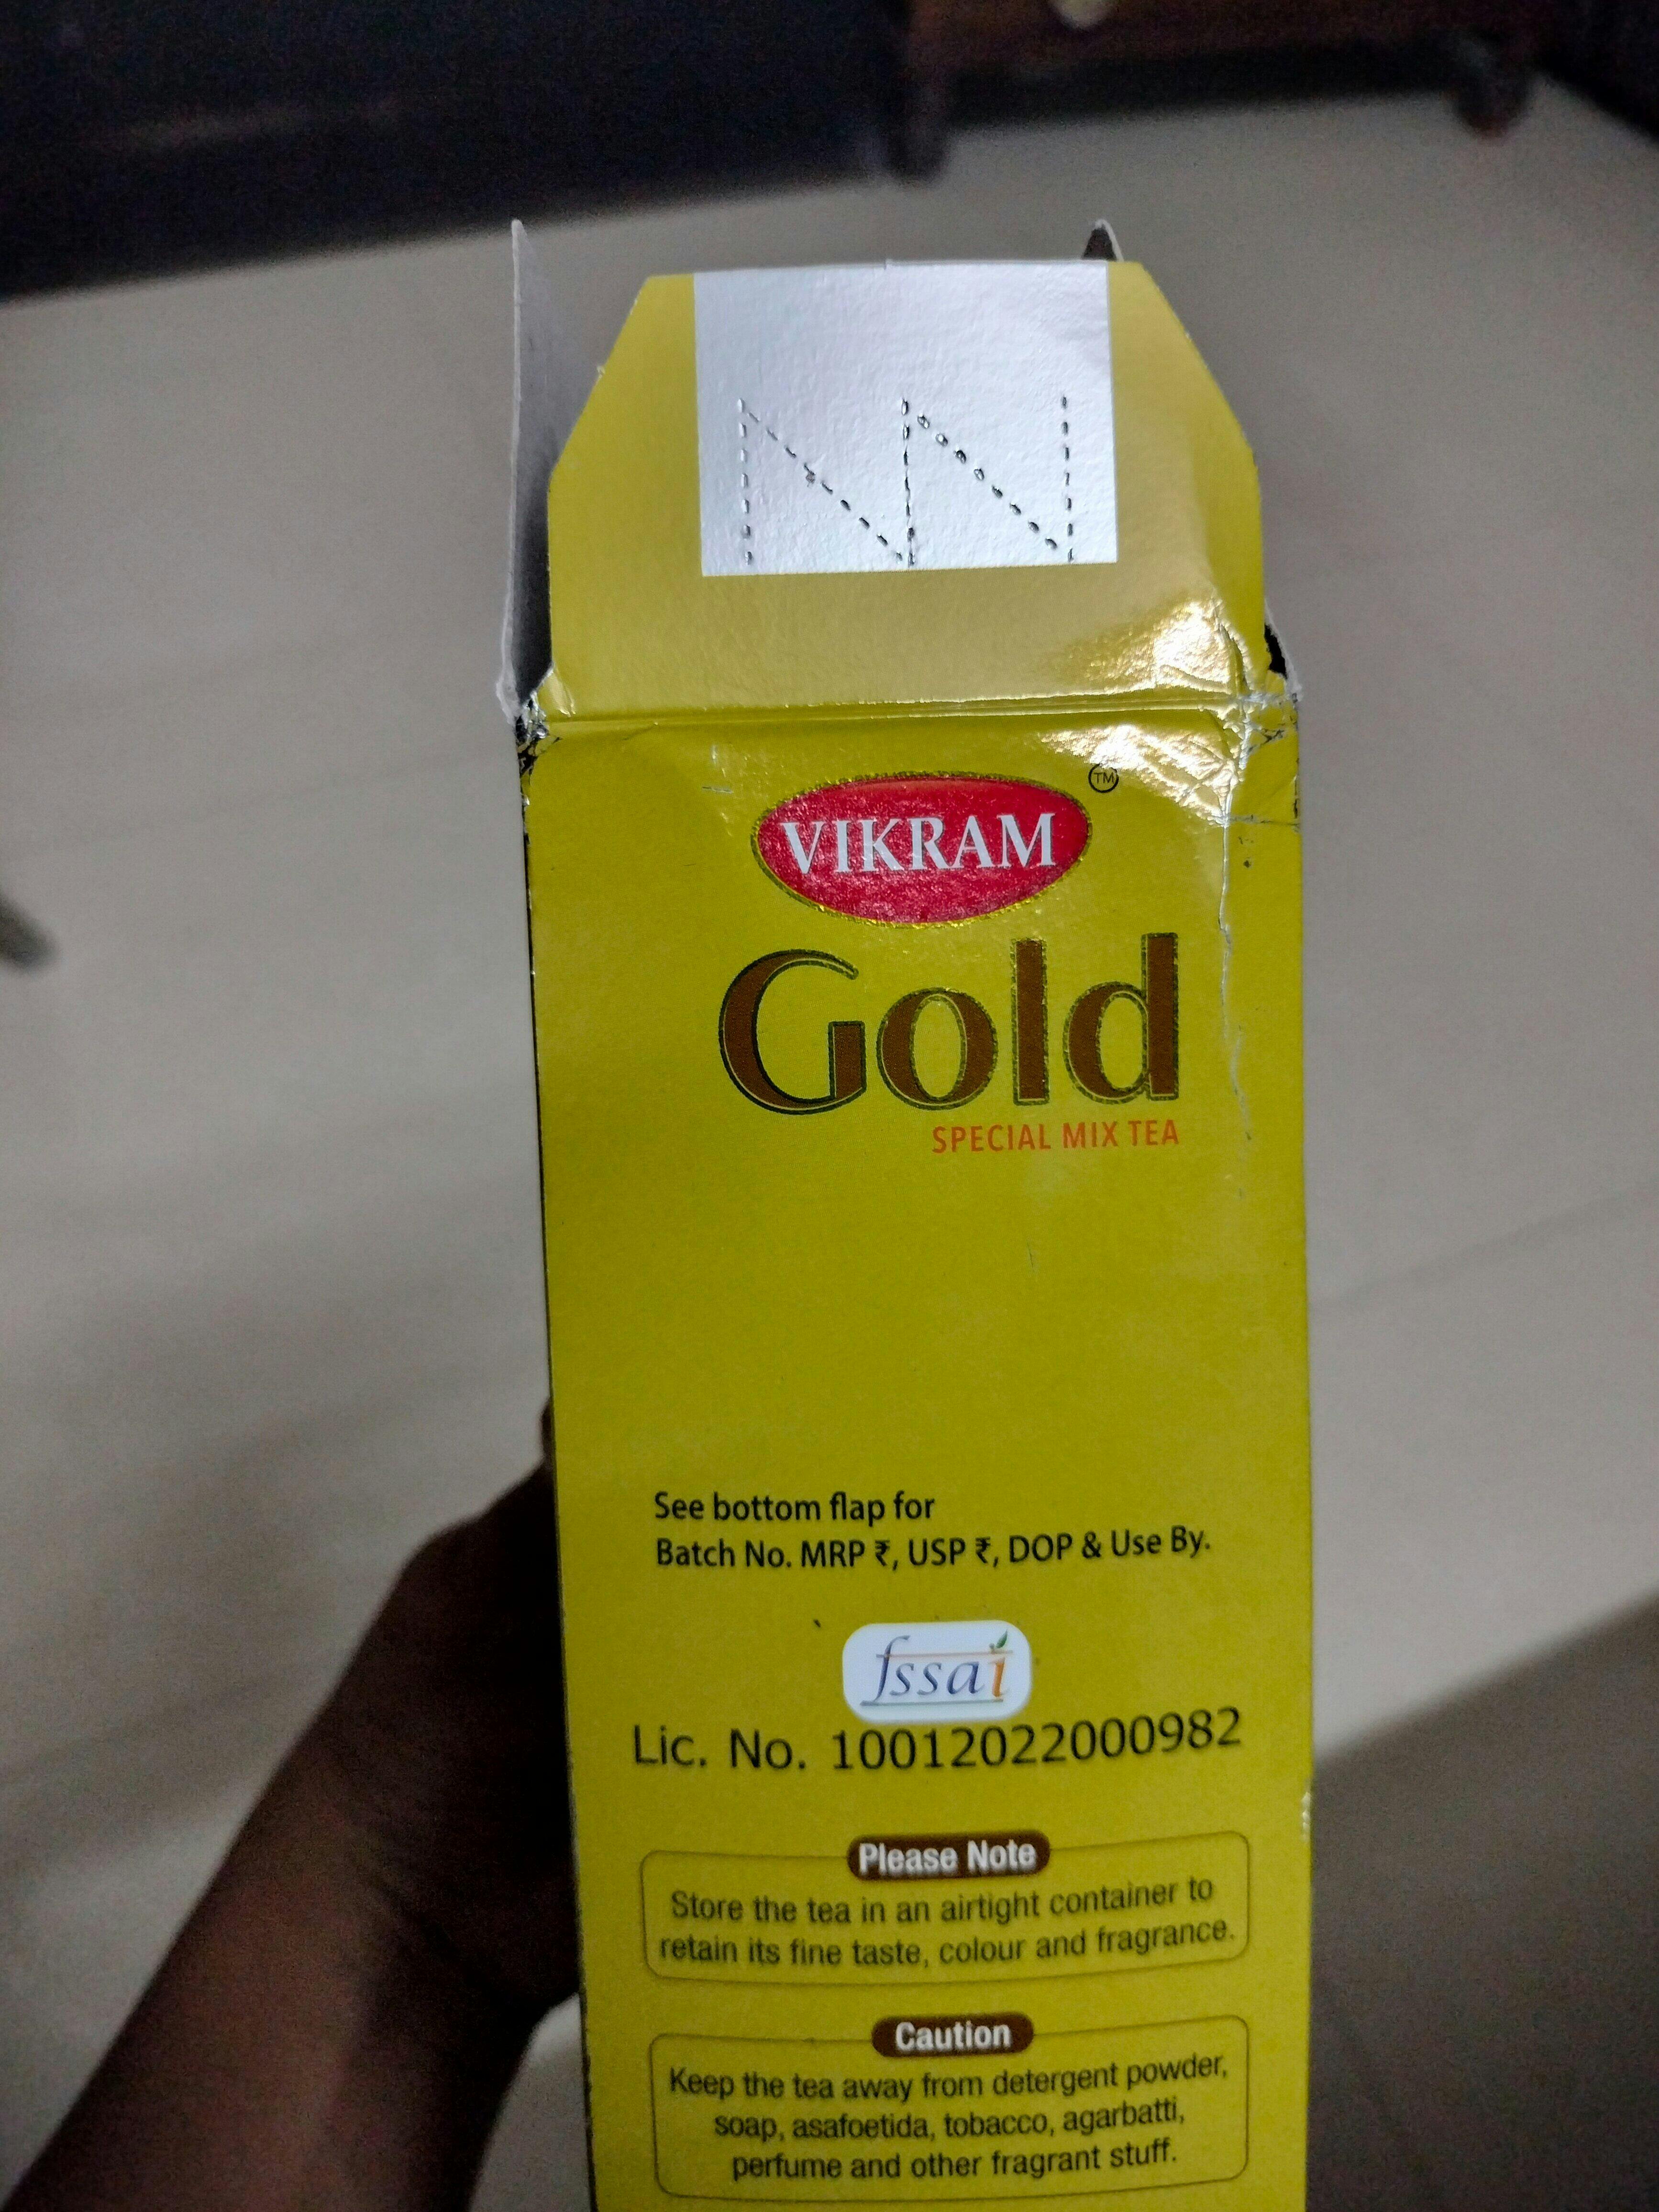 VIKRAM
TM
Gold
SPECIAL MIX TEA
See bottom flap for
Batch No. MRP ₹, USP ₹, DOP & Use By.
fssai
Lic. No. 10012022000982
Please Note
Store the tea in an airtight container to
retain its fine taste, colour and fragrance.
Caution
Keep the tea away from detergent powder,
soap, asafoetida, tobacco, agarbatti,
perfume and other fragrant stuff.